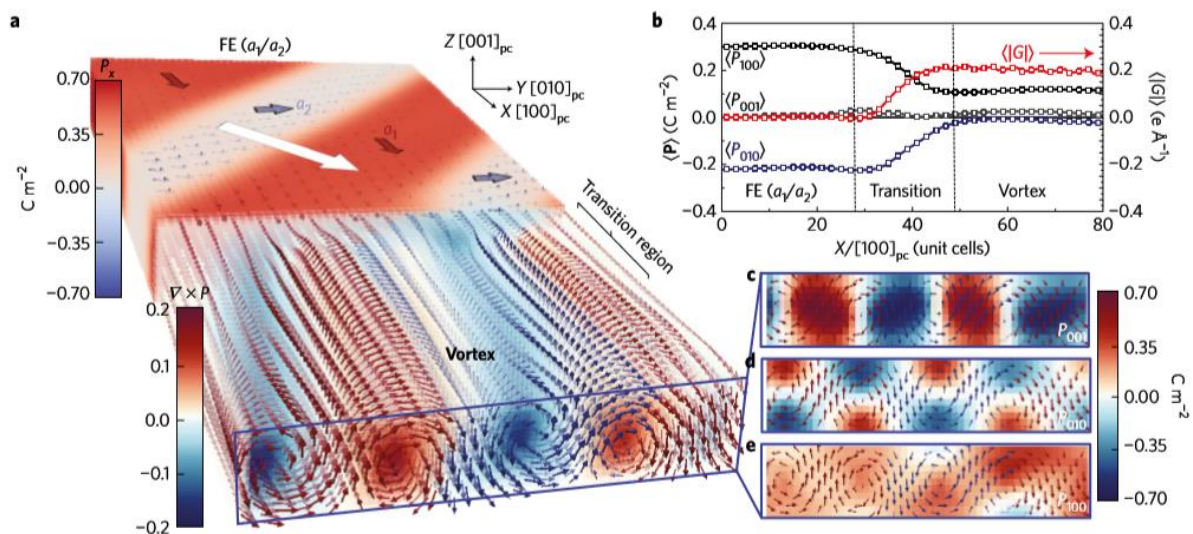 a
FE (a₁/a₂)
Pₓ
0.70
0.35
0.00
−0.35
−0.70
C m⁻²
a₂
a₁
Z [001]pc
Y [010]pc
X [100]pc
Transition region
∇ × P
0.2
0.1
0.0
−0.1
−0.2
Vortex
b
0.4
0.2
0.0
−0.2
−0.4
⟨P⟩ (C m⁻²)
⟨P₁₀₀⟩
⟨P₀₀₁⟩
⟨P₀₁₀⟩
⟨|G|⟩
FE (a₁/a₂)
Transition
Vortex
0.4
0.2
0.0
−0.2
−0.4
⟨|G|⟩ (e Å⁻¹)
0 20 40 60 80
X/[100]pc (unit cells)
c
P₀₀₁
d
P₀₁₀
e
P₁₀₀
0.70
0.35
0.00
−0.35
−0.70
C m⁻²